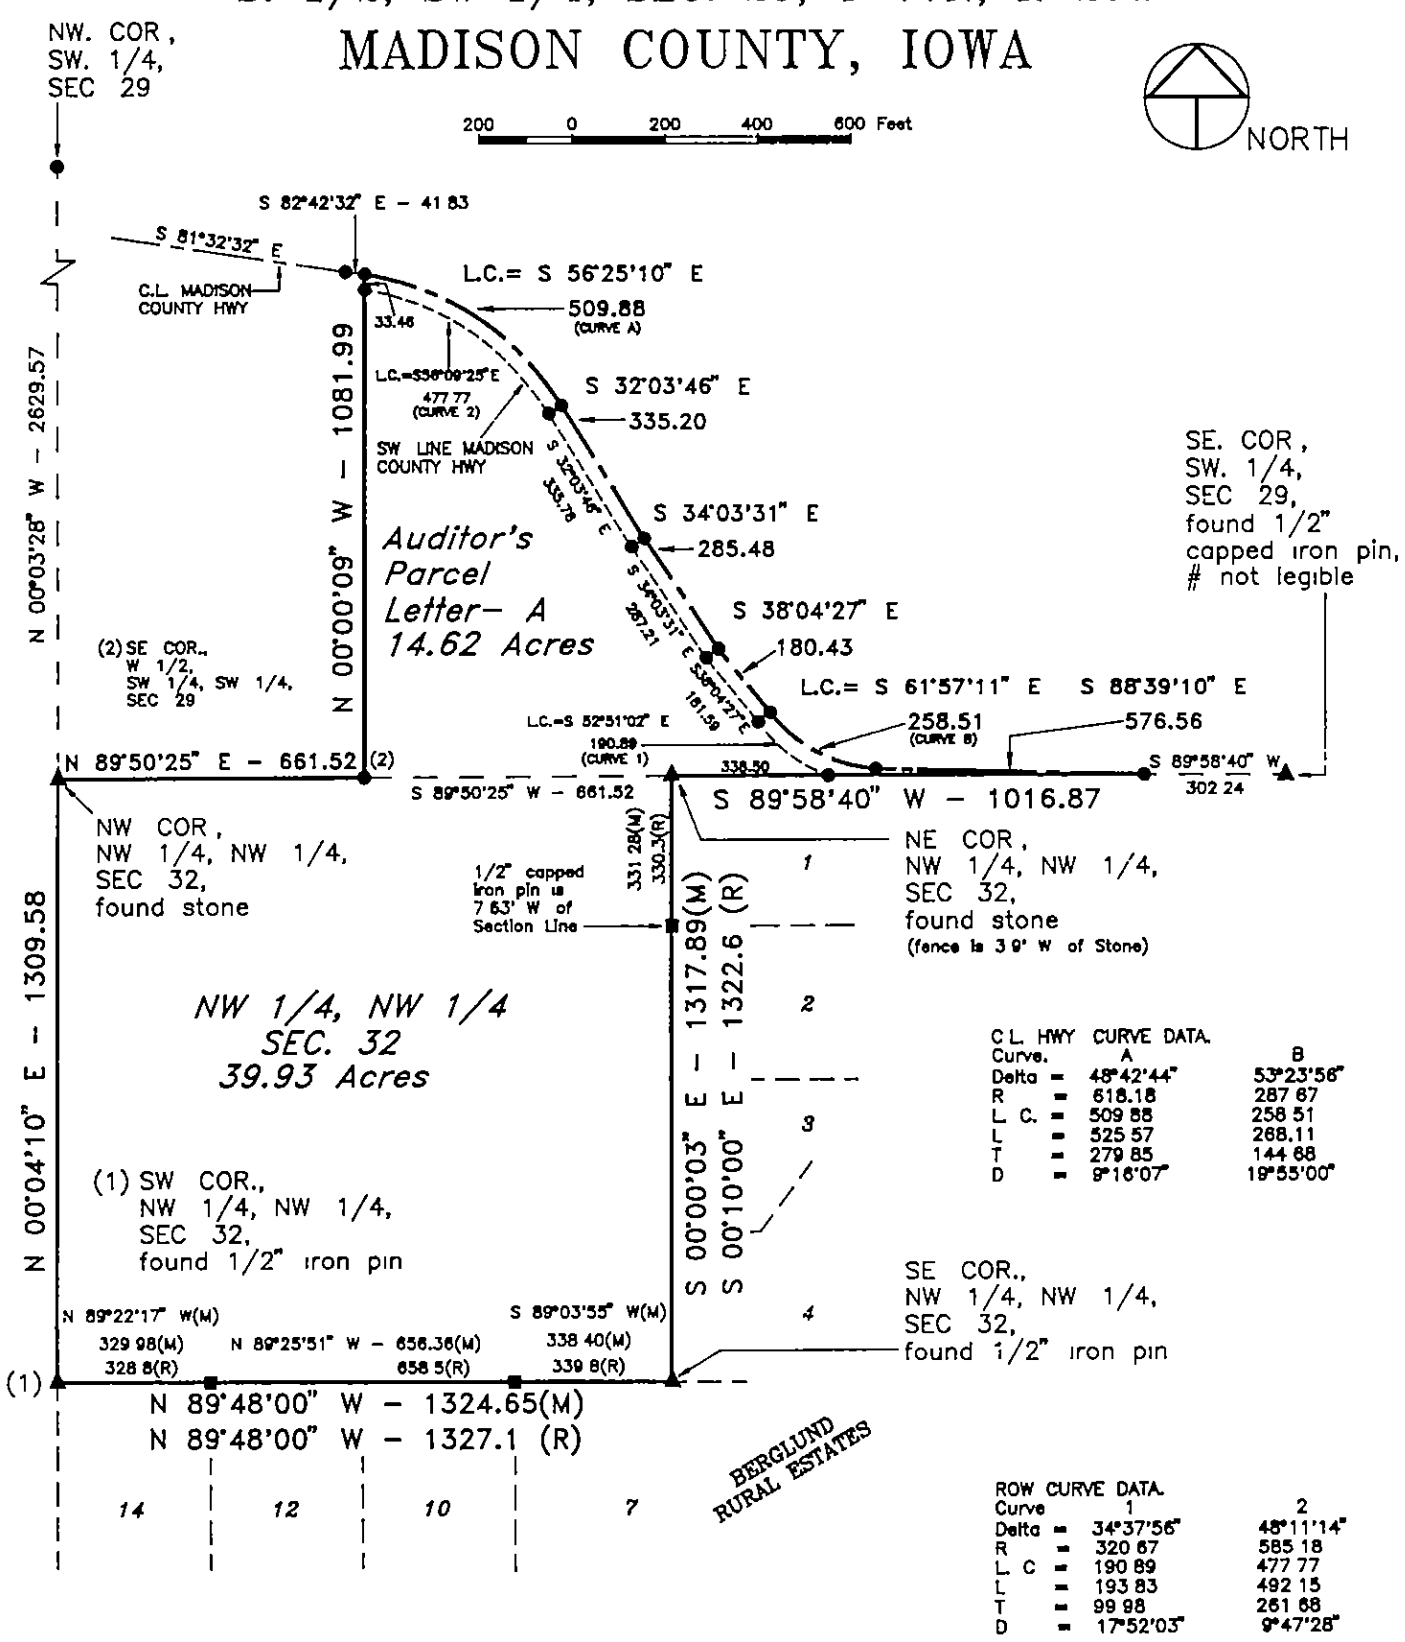 MADISON COUNTY, IOWA
NW. COR,
SW. 1/4,
SEC 29
200 0 200 400 600 Feet
NORTH
S 82°42'32" E - 41 83
S 81°32'32" E
C.L. MADISON
COUNTY HWY
L.C.= S 56°25'10" E
509.88
(CURVE A)
33.46
N 00°00'09" W - 1081.99
N 00°03'28" W - 2629.57
477 77
(CURVE 2)
SW LINE MADISON
COUNTY HWY
S 32°03'46" E
335.20
S 32°03'46" E
335.78
S 34°03'31" E
285.48
S 34°03'31" E
287.21
S 38°04'27" E
180.43
S38°04'27"E
181.59
Auditor's
Parcel
Letter- A
14.62 Acres
SE. COR,
SW. 1/4,
SEC 29,
found 1/2"
capped iron pin,
# not legible
(2) SE COR.,
W 1/2,
SW 1/4, SW 1/4,
SEC 29
L.C.= S 61°57'11" E
258.51
(CURVE B)
S 88°39'10" E
576.56
L.C.=S 52°51'02" E
190.89
(CURVE 1)
N 89°50'25" E - 661.52 (2)
S 89°50'25" W - 661.52
338.50
S 89°58'40" W - 1016.87
S 89°58'40" W
302 24
NW COR,
NW 1/4, NW 1/4,
SEC 32,
found stone
1/2" capped
iron pin is
7 63' W of
Section Line
331 28(M)
330.3(R)
NE COR,
NW 1/4, NW 1/4,
SEC 32,
found stone
(fence is 3 9' W of Stone)
N 00°04'10" E - 1309.58
S 00°00'03" E - 1317.89(M)
S 00°10'00" E - 1322.6 (R)
1
2
3
4
NW 1/4, NW 1/4
SEC. 32
39.93 Acres
C L. HWY CURVE DATA.
Curve. A B
Delta = 48°42'44" 53°23'56"
R = 618.18 287 67
L C. = 509 88 258 51
L = 525 57 268.11
T = 279 85 144 68
D = 9°16'07" 19°55'00"
(1) SW COR.,
NW 1/4, NW 1/4,
SEC 32,
found 1/2" iron pin
SE COR.,
NW 1/4, NW 1/4,
SEC 32,
found 1/2" iron pin
N 89°22'17" W(M)
329 98(M)
328 8(R)
N 89°25'51" W - 656.36(M)
658 5(R)
S 89°03'55" W(M)
338 40(M)
339 8(R)
(1)
N 89°48'00" W - 1324.65(M)
N 89°48'00" W - 1327.1 (R)
14 12 10 7
BERGLUND
RURAL ESTATES
ROW CURVE DATA.
Curve 1 2
Delta = 34°37'56" 48°11'14"
R = 320 67 585 18
L. C = 190 89 477 77
L = 193 83 492 15
T = 99 98 261 68
D = 17°52'03" 9°47'28"